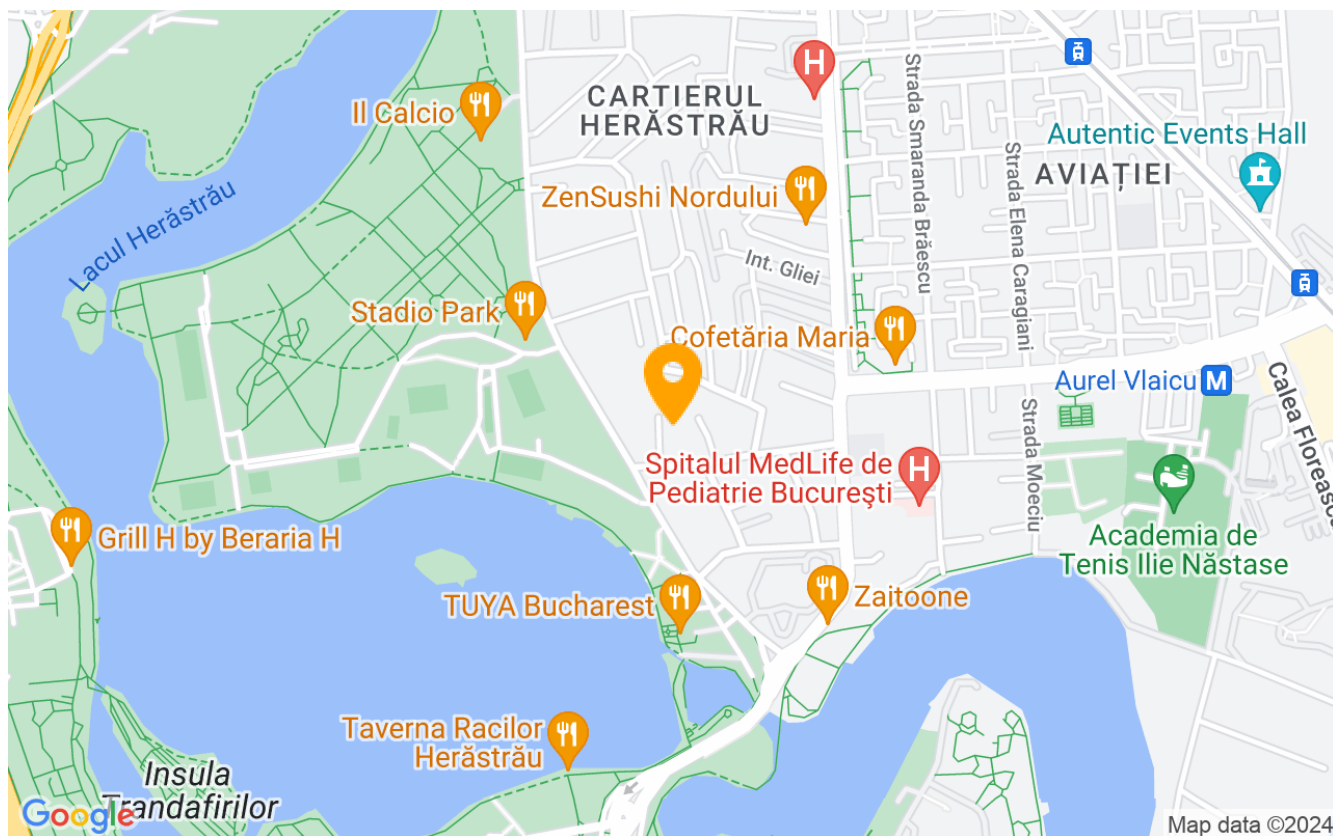 Il Calcio
CARTIERUL
HERĂSTRĂU
H
Strada Smaranda Brăescu
Strada Elena Caragiani
Autentic Events Hall
AVIAȚIEI
ZenSushi Nordului
Lacul Herăstrău
Int. Gliei
Stadio Park
Cofetăria Maria
Aurel Vlaicu
M
Calea Floreasc
Strada Moeciu
Spitalul MedLife de
Pediatrie Bucureşti
H
Academia de
Tenis Ilie Năstase
Grill H by Beraria H
TUYA Bucharest
Zaitoone
Taverna Racilor
Herăstrău
Insula
Trandafirilor
Google
Map data ©2024